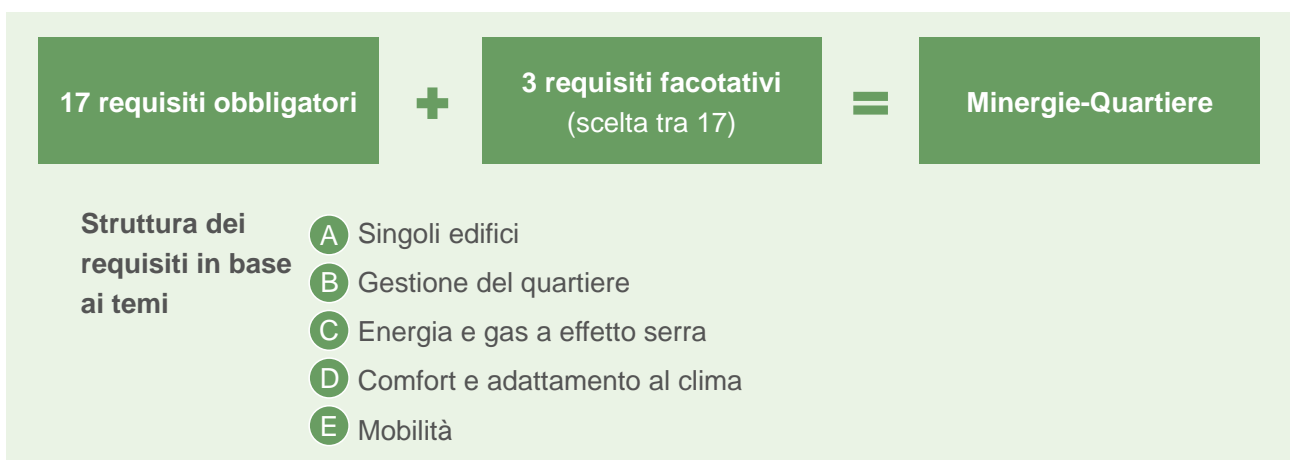 17 requisiti obbligatori
+
3 requisiti facotativi
(scelta tra 17)
=
Minergie-Quartiere
Struttura dei
requisiti in base
ai temi
A Singoli edifici
B Gestione del quartiere
C Energia e gas a effetto serra
D Comfort e adattamento al clima
E Mobilità